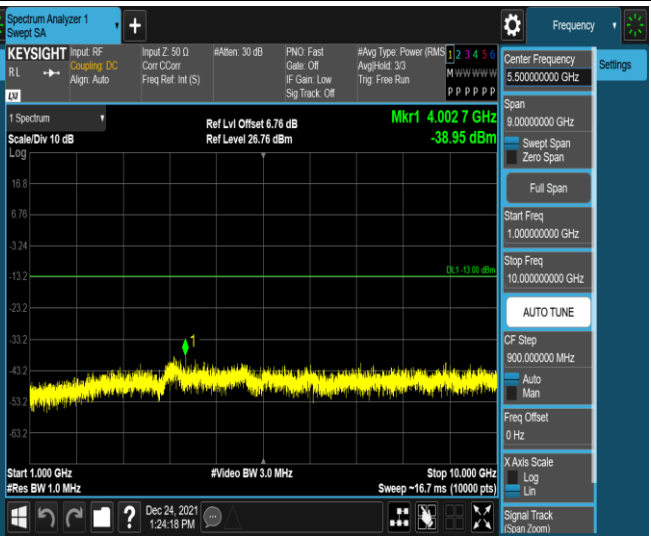 Spectrum Analyzer 1
Swept SA
Frequency
KEYSIGHT
RL
LXI
Input: RF
Coupling: DC
Align: Auto
Input Z: 50 Ω
Corr CCorr
Freq Ref: Int (S)
#Atten: 30 dB
PNO: Fast
Gate: Off
IF Gain: Low
Sig Track: Off
#Avg Type: Power (RMS
Avg|Hold: 3/3
Trig: Free Run
1 2 3 4 5 6
M W W W W W
P P P P P P
1 Spectrum
Scale/Div 10 dB
Ref Lvl Offset 6.76 dB
Ref Level 26.76 dBm
Mkr1 4.002 7 GHz
-38.95 dBm
Log
16.8
6.76
-3.24
-13.2
-23.2
-33.2
-43.2
-53.2
-63.2
DL1 -13.00 dBm
1
Start 1.000 GHz
#Res BW 1.0 MHz
#Video BW 3.0 MHz
Stop 10.000 GHz
Sweep ~16.7 ms (10000 pts)
Center Frequency
5.500000000 GHz
Settings
Span
9.00000000 GHz
Swept Span
Zero Span
Full Span
Start Freq
1.000000000 GHz
Stop Freq
10.000000000 GHz
AUTO TUNE
CF Step
900.000000 MHz
Auto
Man
Freq Offset
0 Hz
X Axis Scale
Log
Lin
Signal Track
(Span Zoom)
?
Dec 24, 2021
1:24:18 PM